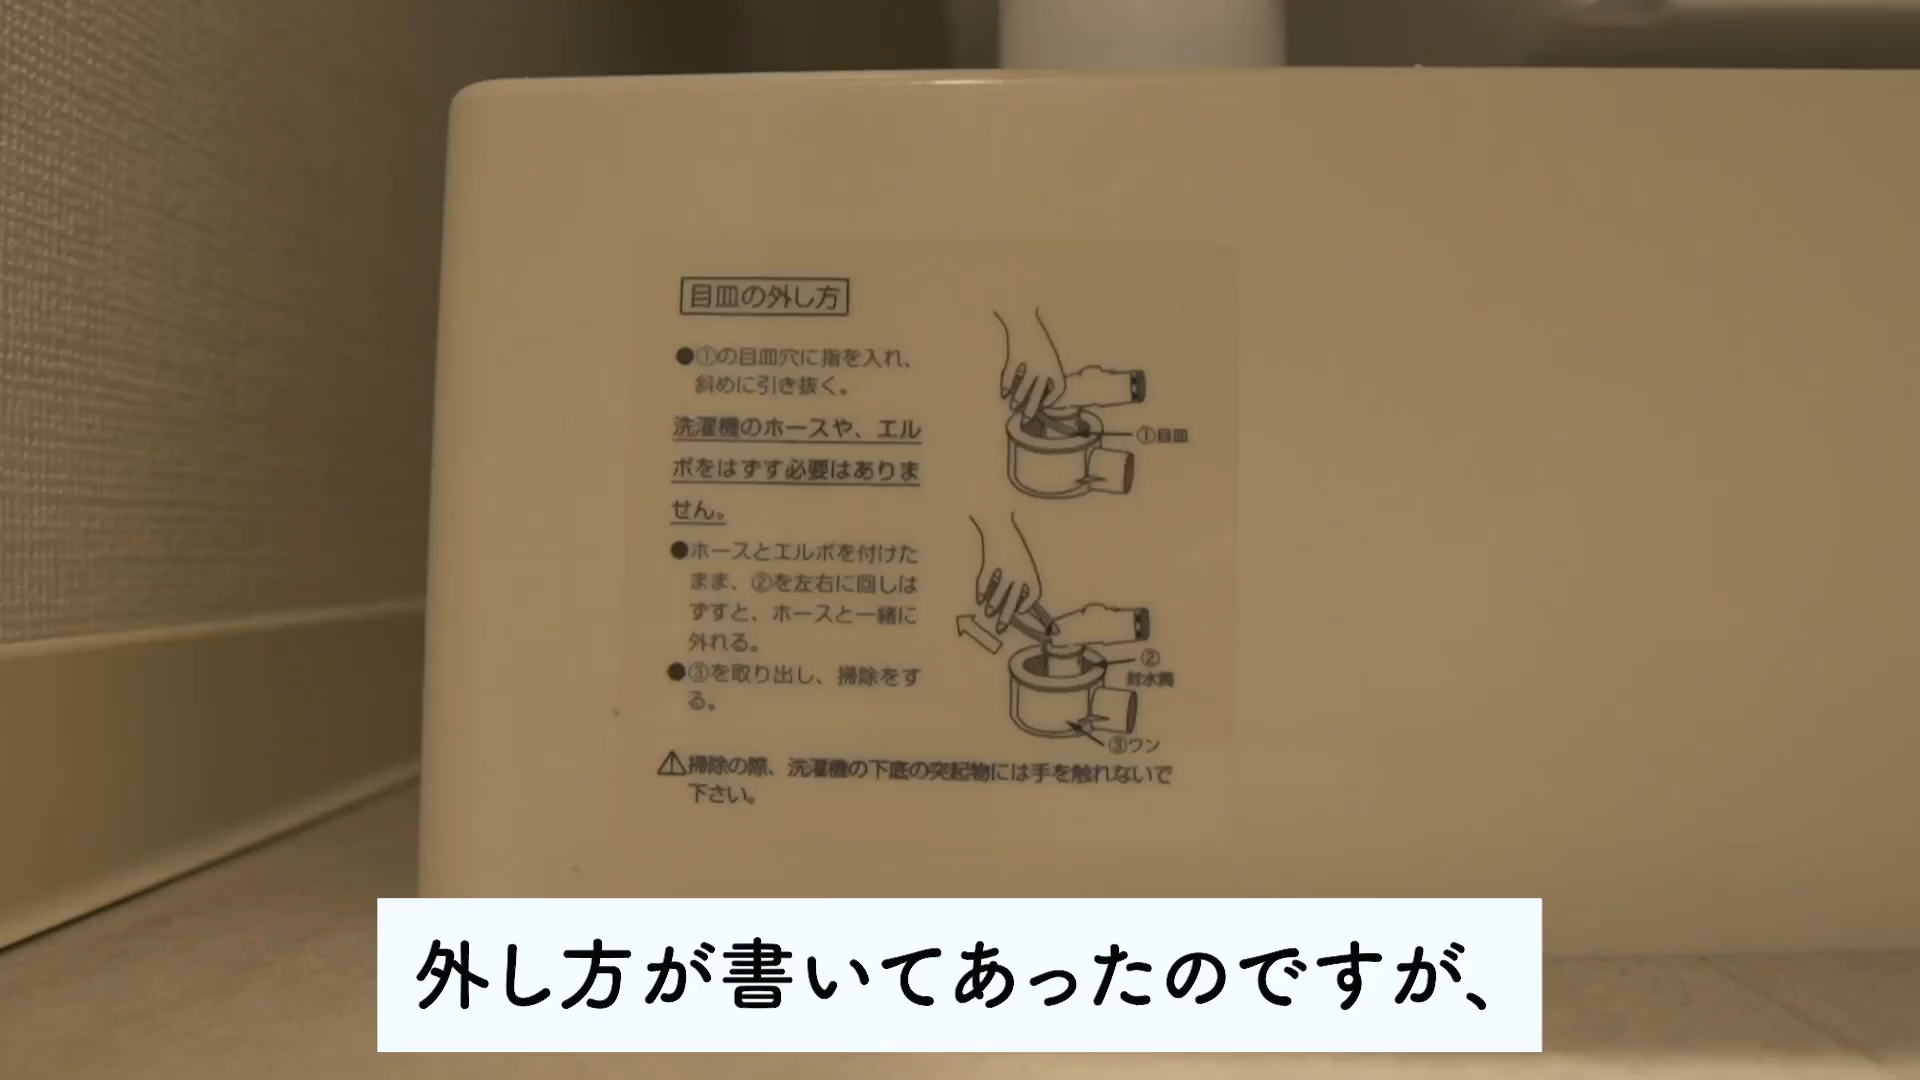 目皿の外し方
●①の目皿穴に指を入れ、
斜めに引き抜く。
洗濯機のホースや、エル
ボをはずす必要はありま
せん。
●ホースとエルボを付けた
まま、②を左右に回しは
ずすと、ホースと一緒に
外れる。
●③を取り出し、掃除をす
る。
①目皿
②
封水筒
③ワン
⚠掃除の際、洗濯機の下底の突起物には手を触れないで
下さい。
外し方が書いてあったのですが、